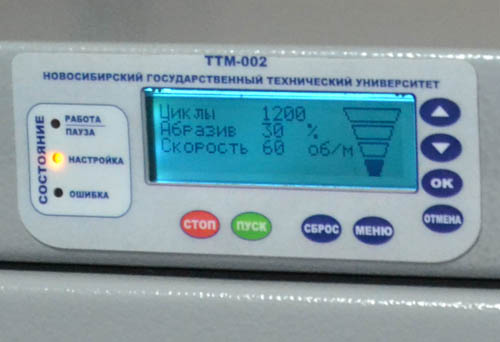 ТТМ-002
НОВОСИБИРСКИЙ ГОСУДАРСТВЕННЫЙ ТЕХНИЧЕСКИЙ УНИВЕРСИТЕТ
СОСТОЯНИЕ
РАБОТА
ПАУЗА
НАСТРОЙКА
ОШИБКА
Циклы 1200
Абразив 30 %
Скорость 60 об/м
ОК
ОТМЕНА
СТОП
ПУСК
СБРОС
МЕНЮ